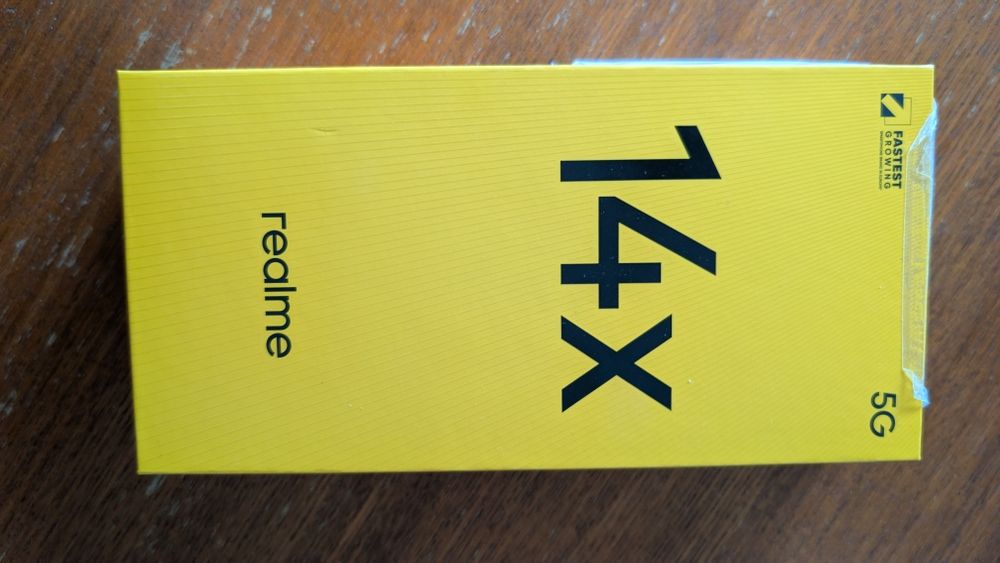 FASTEST
GROWING
5G
14x
realme